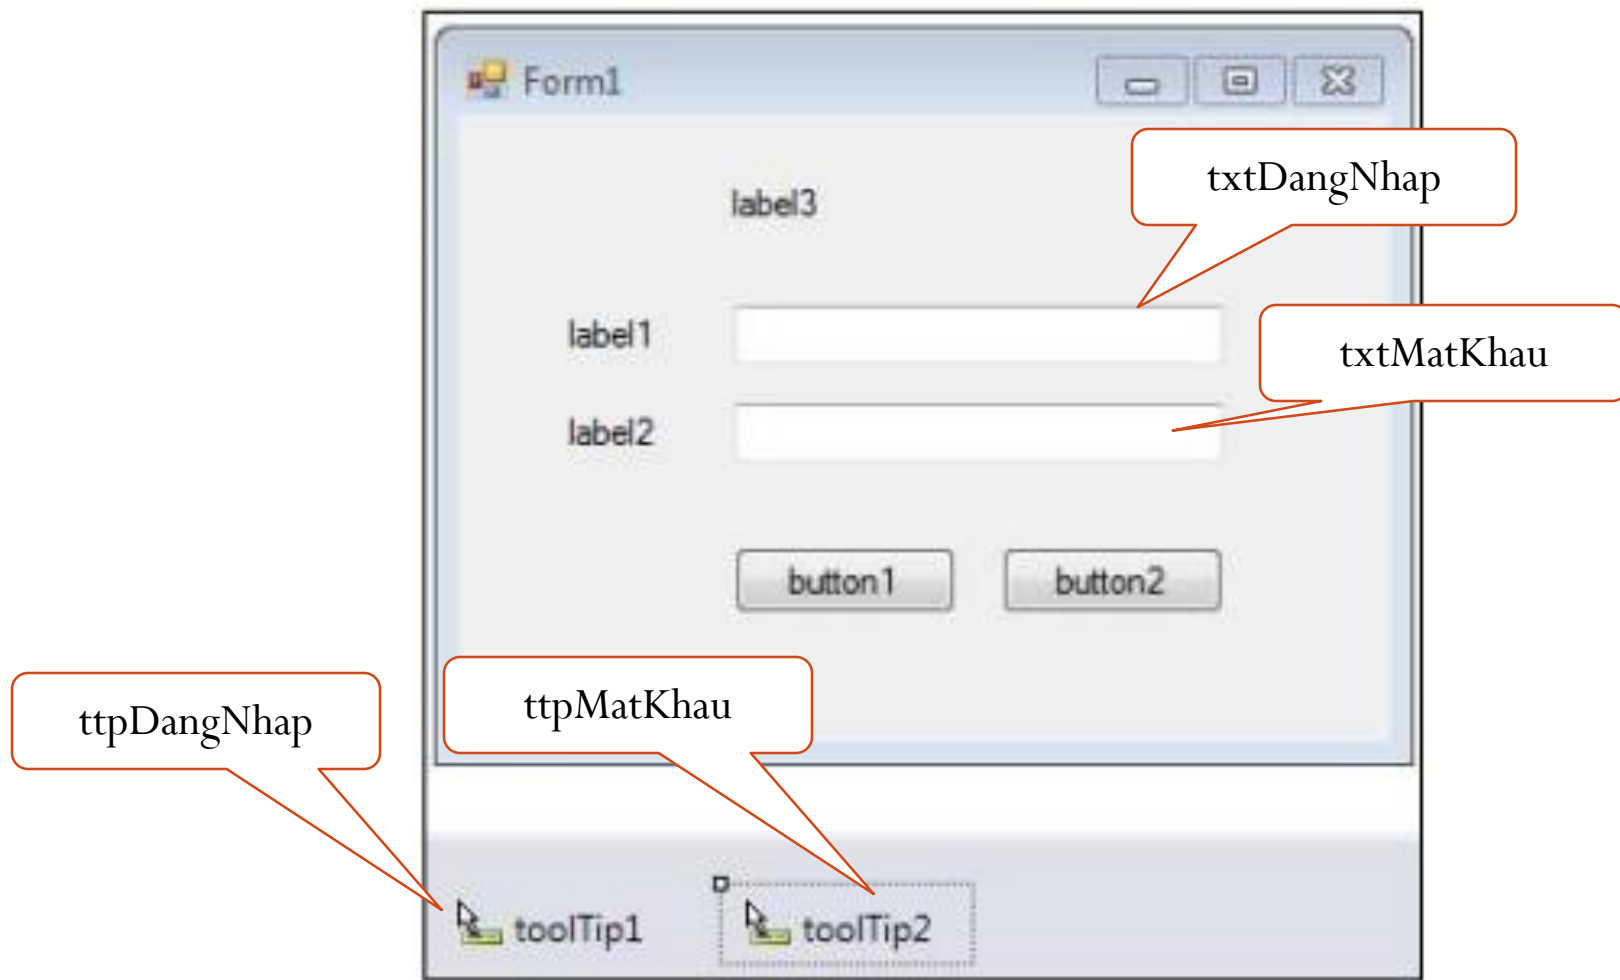 Form1
txtDangNhap
label3
label1
txtMatKhau
label2
button1
button2
ttpDangNhap
ttpMatKhau
toolTip1
toolTip2